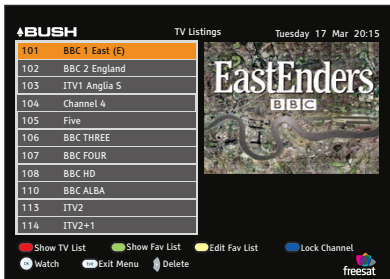 BUSH TV Listings Tuesday 17 Mar 20:15
101 BBC 1 East (E)
102 BBC 2 England
103 ITV1 Anglia S
104 Channel 4
105 Five
106 BBC THREE
107 BBC FOUR
108 BBC HD
110 BBC ALBA
113 ITV2
114 ITV2+1
EastEnders
BBC
Show TV List Show Fav List Edit Fav List Lock Channel
OK Watch Exit Exit Menu Delete
freesat